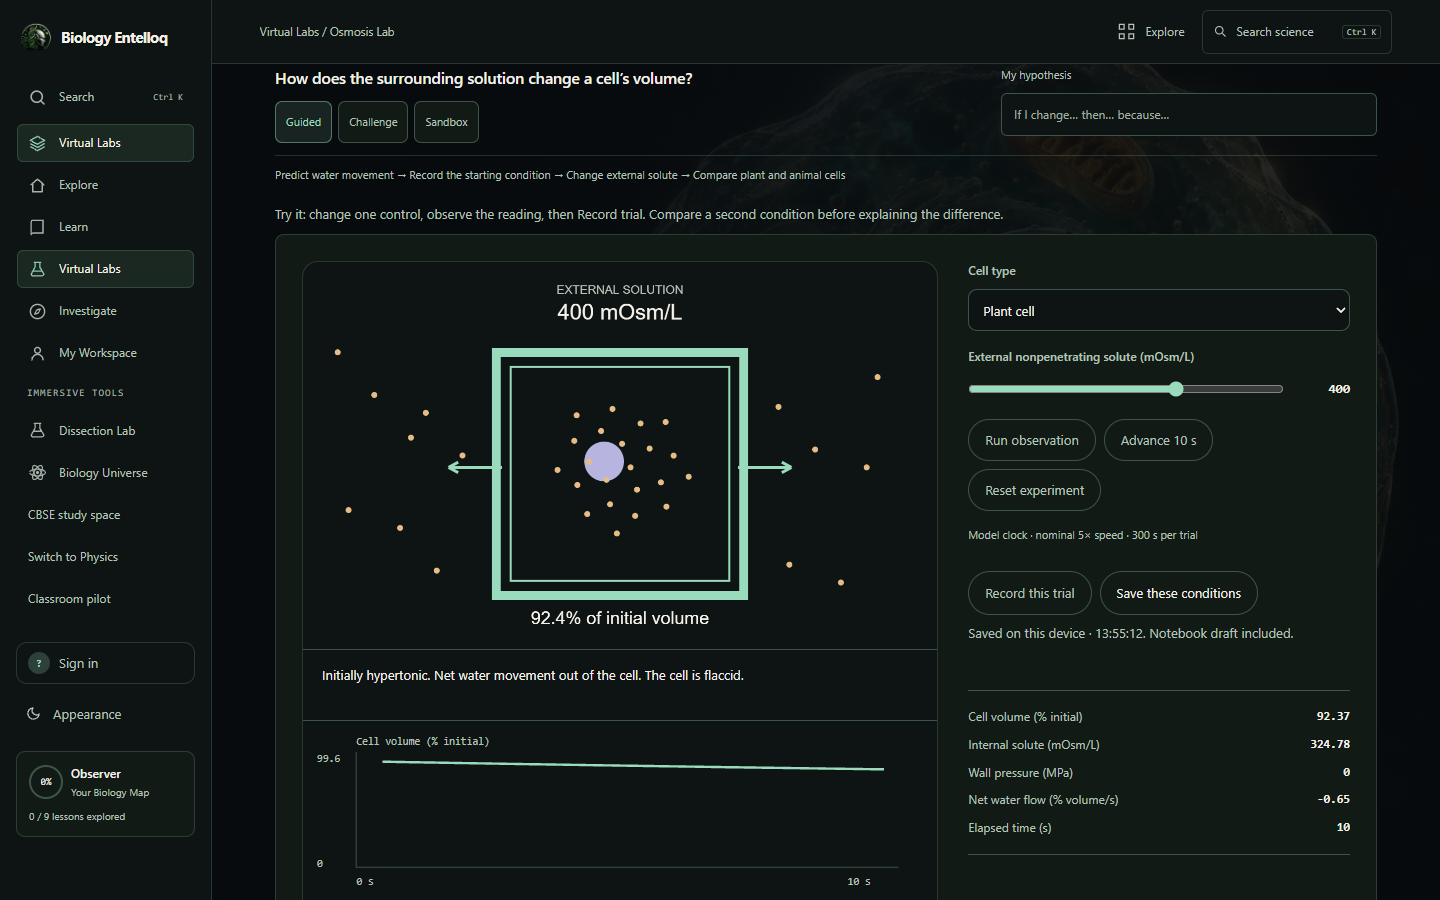 Biology Entelloq
Search Ctrl K
Virtual Labs
Explore
Learn
Virtual Labs
Investigate
My Workspace
IMMERSIVE TOOLS
Dissection Lab
Biology Universe
CBSE study space
Switch to Physics
Classroom pilot
? Sign in
Appearance
0% Observer
Your Biology Map
0 / 9 lessons explored
Virtual Labs / Osmosis Lab
Explore
Search science Ctrl K
How does the surrounding solution change a cell's volume?
Guided Challenge Sandbox
My hypothesis
If I change... then... because...
Predict water movement → Record the starting condition → Change external solute → Compare plant and animal cells
Try it: change one control, observe the reading, then Record trial. Compare a second condition before explaining the difference.
EXTERNAL SOLUTION
400 mOsm/L
92.4% of initial volume
Initially hypertonic. Net water movement out of the cell. The cell is flaccid.
Cell volume (% initial)
99.6
0
0 s 10 s
Cell type
Plant cell
External nonpenetrating solute (mOsm/L)
400
Run observation Advance 10 s
Reset experiment
Model clock · nominal 5× speed · 300 s per trial
Record this trial Save these conditions
Saved on this device · 13:55:12. Notebook draft included.
Cell volume (% initial) 92.37
Internal solute (mOsm/L) 324.78
Wall pressure (MPa) 0
Net water flow (% volume/s) -0.65
Elapsed time (s) 10